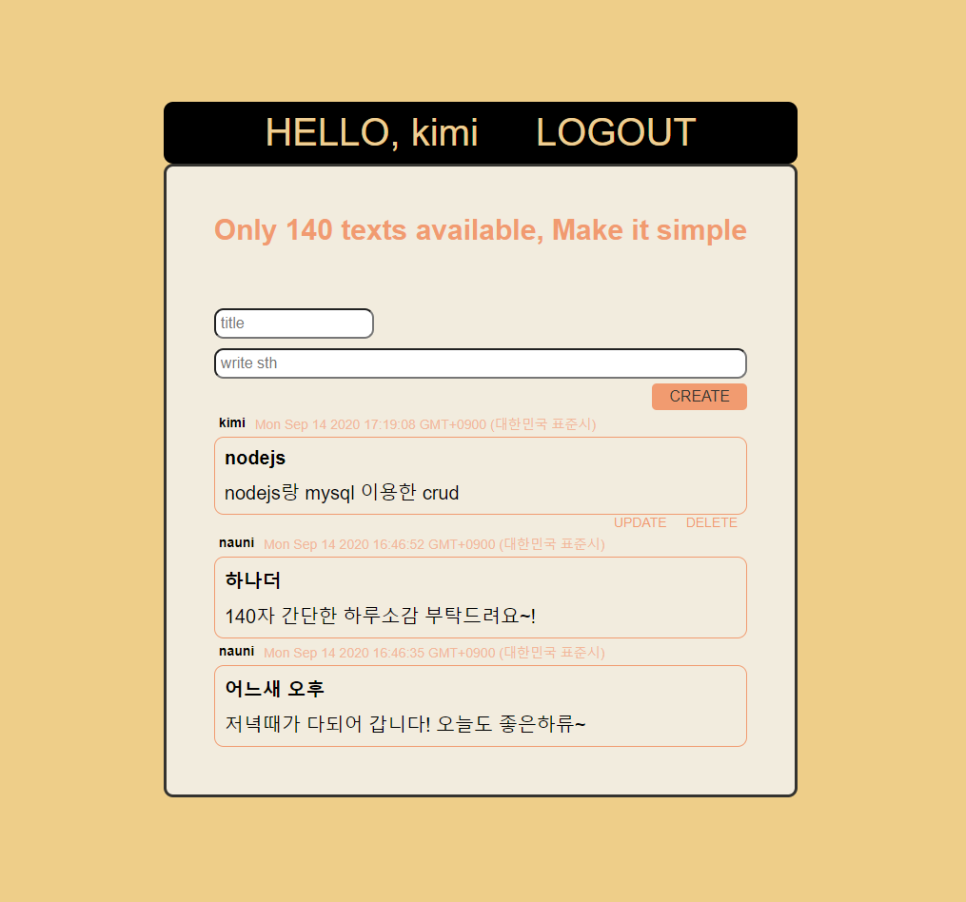 HELLO, kimi LOGOUT
Only 140 texts available, Make it simple
title
write sth
CREATE
kimi Mon Sep 14 2020 17:19:08 GMT+0900 (대한민국 표준시)
nodejs
nodejs랑 mysql 이용한 crud
UPDATE DELETE
nauni Mon Sep 14 2020 16:46:52 GMT+0900 (대한민국 표준시)
하나더
140자 간단한 하루소감 부탁드려요~!
nauni Mon Sep 14 2020 16:46:35 GMT+0900 (대한민국 표준시)
어느새 오후
저녁때가 다되어 갑니다! 오늘도 좋은하류~